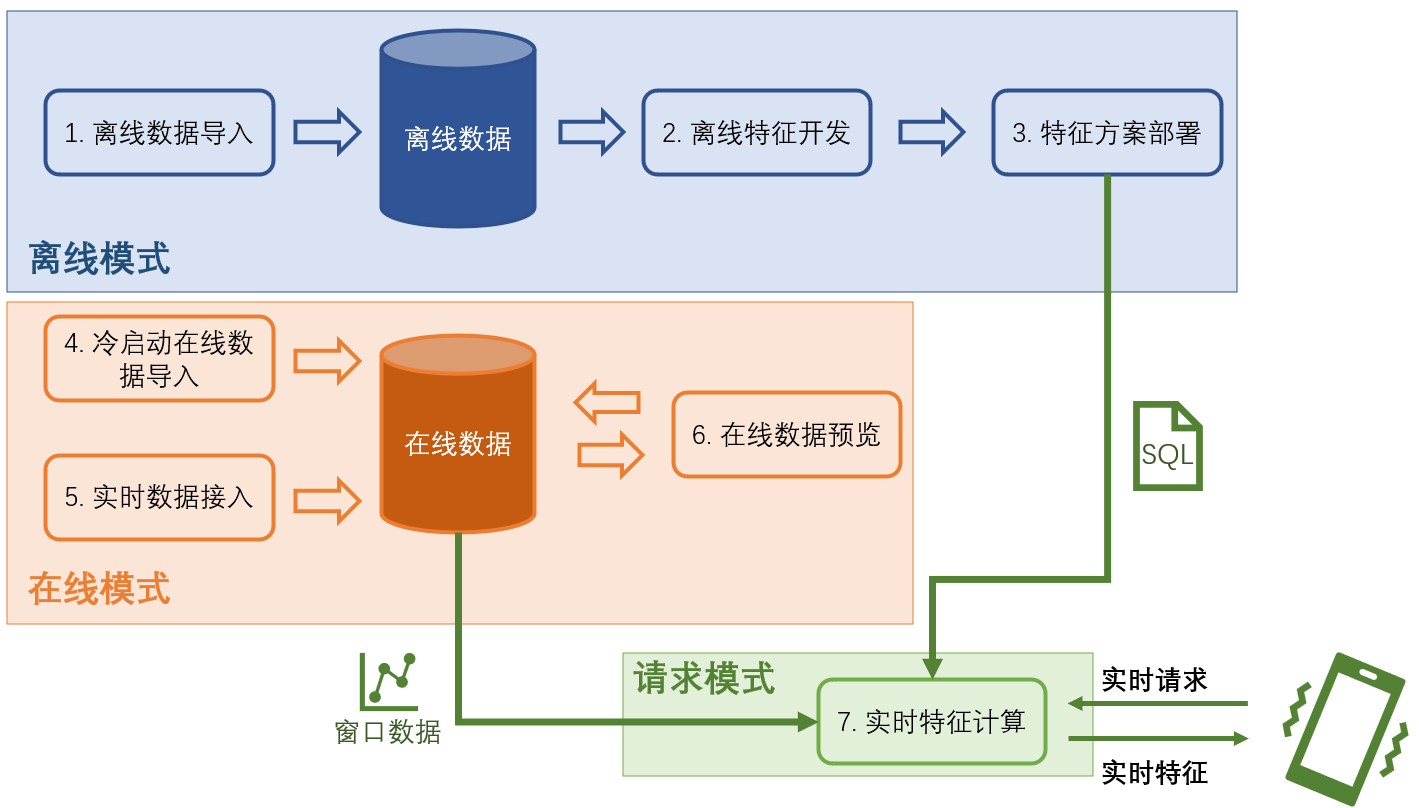 1. 离线数据导入
离线数据
2. 离线特征开发
3. 特征方案部署
离线模式
4. 冷启动在线数
据导入
在线数据
6. 在线数据预览
5. 实时数据接入
在线模式
SQL
窗口数据
请求模式
7. 实时特征计算
实时请求
实时特征